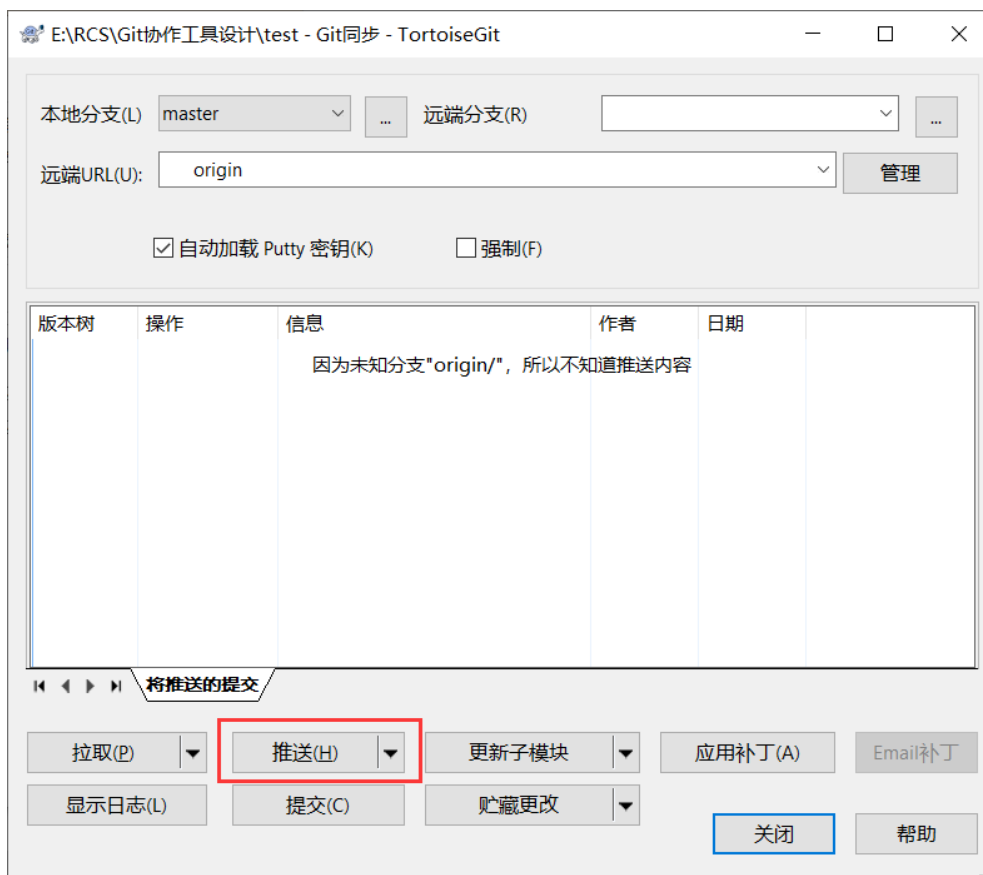 E:\RCS\Git协作工具设计\test - Git同步 - TortoiseGit
本地分支(L) master ... 远端分支(R) ...
远端URL(U): origin 管理
自动加载 Putty 密钥(K) 强制(F)
版本树 操作 信息 作者 日期
因为未知分支"origin/"，所以不知道推送内容
将推送的提交
拉取(P) 推送(H) 更新子模块 应用补丁(A) Email补丁
显示日志(L) 提交(C) 贮藏更改
关闭 帮助